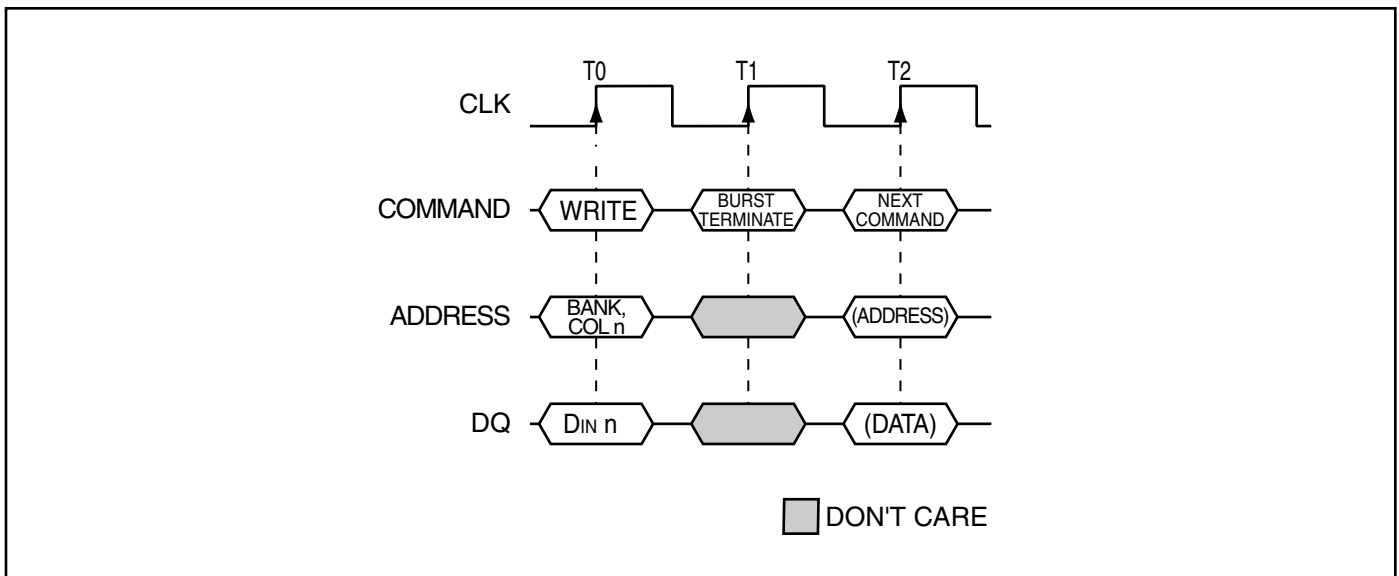 T0 T1 T2
CLK
COMMAND WRITE BURST TERMINATE NEXT COMMAND
ADDRESS BANK, COL n (ADDRESS)
DQ DIN n (DATA)
DON'T CARE